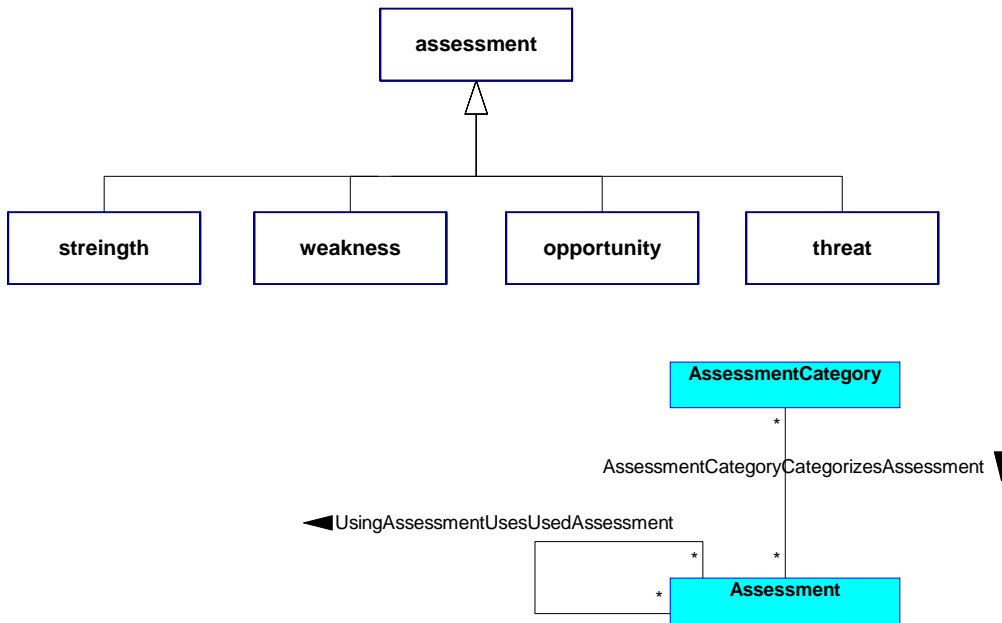 assessment
streingth
weakness
opportunity
threat
AssessmentCategory
*
AssessmentCategoryCategorizesAssessment
UsingAssessmentUsesUsedAssessment
* *
*
Assessment